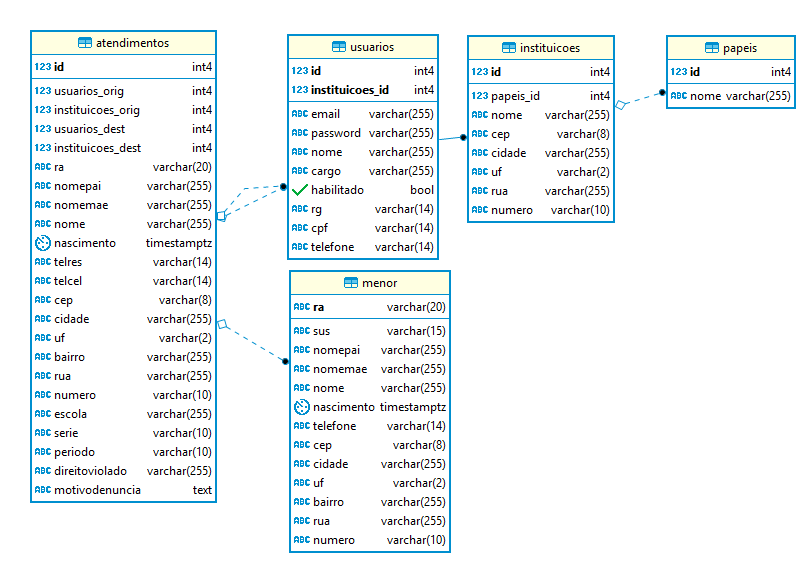 atendimentos
123 id int4
123 usuarios_orig int4
123 instituicoes_orig int4
123 usuarios_dest int4
123 instituicoes_dest int4
ABC ra varchar(20)
ABC nomepai varchar(255)
ABC nomemae varchar(255)
ABC nome varchar(255)
nascimento timestamptz
ABC telres varchar(14)
ABC telcel varchar(14)
ABC cep varchar(8)
ABC cidade varchar(255)
ABC uf varchar(2)
ABC bairro varchar(255)
ABC rua varchar(255)
ABC numero varchar(10)
ABC escola varchar(255)
ABC serie varchar(10)
ABC periodo varchar(10)
ABC direitoviolado varchar(255)
ABC motivodenuncia text
usuarios
123 id int4
123 instituicoes_id int4
ABC email varchar(255)
ABC password varchar(255)
ABC nome varchar(255)
ABC cargo varchar(255)
habilitado bool
ABC rg varchar(14)
ABC cpf varchar(14)
ABC telefone varchar(14)
instituicoes
123 id int4
123 papeis_id int4
ABC nome varchar(255)
ABC cep varchar(8)
ABC cidade varchar(255)
ABC uf varchar(2)
ABC rua varchar(255)
ABC numero varchar(10)
papeis
123 id int4
ABC nome varchar(255)
menor
ABC ra varchar(20)
ABC sus varchar(15)
ABC nomepai varchar(255)
ABC nomemae varchar(255)
ABC nome varchar(255)
nascimento timestamptz
ABC telefone varchar(14)
ABC cep varchar(8)
ABC cidade varchar(255)
ABC uf varchar(2)
ABC bairro varchar(255)
ABC rua varchar(255)
ABC numero varchar(10)